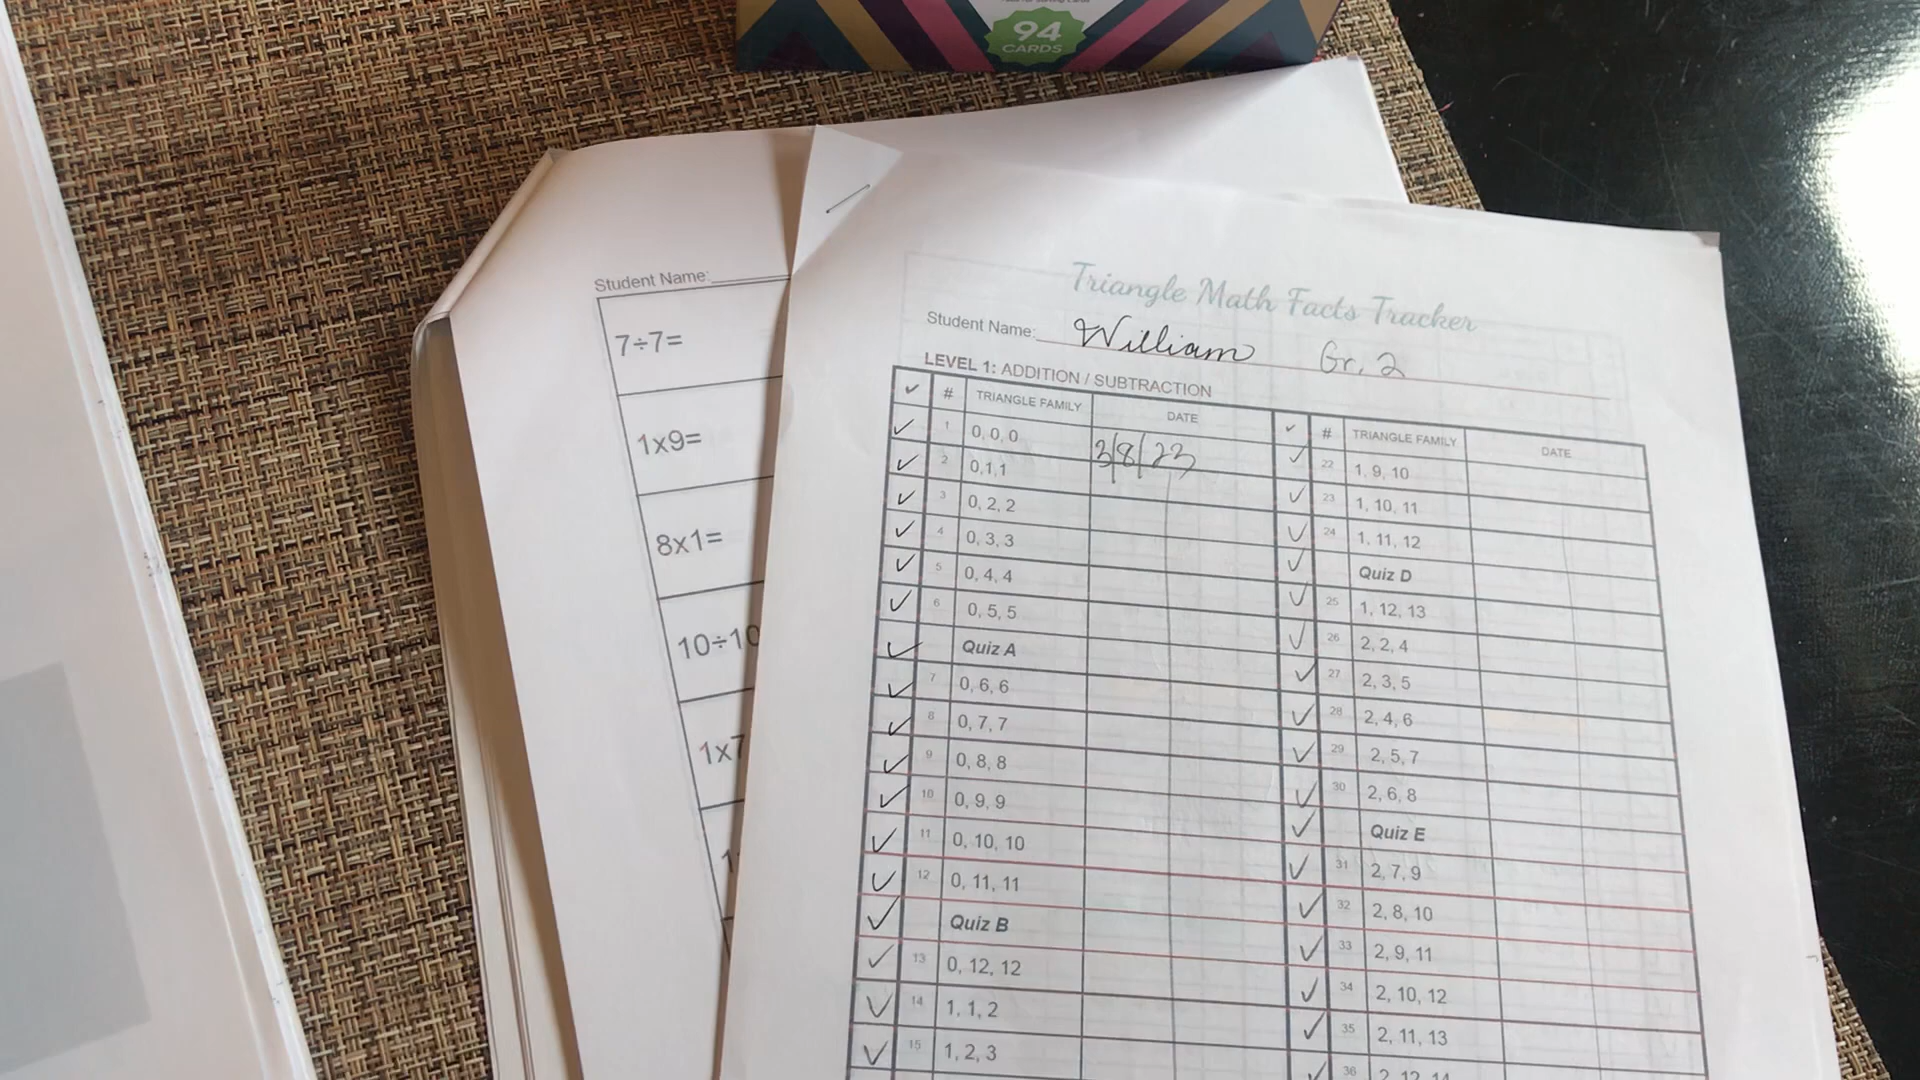 94
CARDS
Student Name:
7÷7=
1x9=
8x1=
10÷10
1x7
Triangle Math Facts Tracker
Student Name: William Gr. 2
LEVEL 1: ADDITION / SUBTRACTION
✓ # TRIANGLE FAMILY DATE
✓ 1 0, 0, 0 3/8/23
✓ 2 0,1,1
✓ 3 0, 2, 2
✓ 4 0, 3, 3
✓ 5 0, 4, 4
✓ 6 0, 5, 5
✓ Quiz A
✓ 7 0, 6, 6
✓ 8 0, 7, 7
✓ 9 0, 8, 8
✓ 10 0, 9, 9
✓ 11 0, 10, 10
✓ 12 0, 11, 11
✓ Quiz B
✓ 13 0, 12, 12
✓ 14 1, 1, 2
✓ 15 1, 2, 3
✓ # TRIANGLE FAMILY DATE
✓ 22 1, 9, 10
✓ 23 1, 10, 11
✓ 24 1, 11, 12
✓ Quiz D
✓ 25 1, 12, 13
✓ 26 2, 2, 4
✓ 27 2, 3, 5
✓ 28 2, 4, 6
✓ 29 2, 5, 7
✓ 30 2, 6, 8
✓ Quiz E
✓ 31 2, 7, 9
✓ 32 2, 8, 10
✓ 33 2, 9, 11
✓ 34 2, 10, 12
✓ 35 2, 11, 13
✓ 36 2, 12, 14